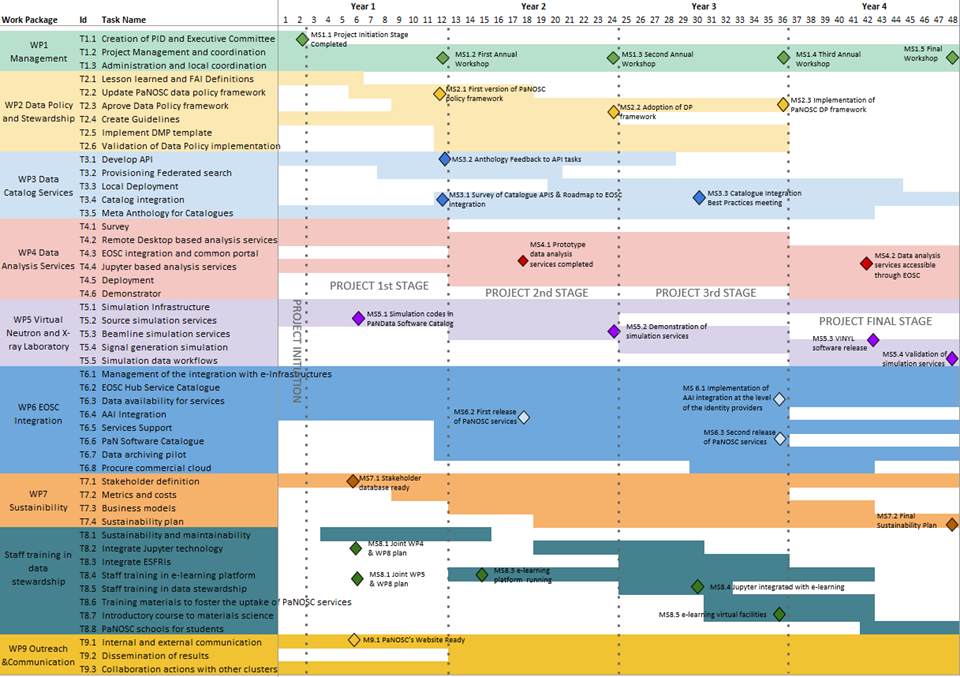 Year 1 Year 2 Year 3 Year 4
Work Package Id Task Name 1 2 3 4 5 6 7 8 9 10 11 12 13 14 15 16 17 18 19 20 21 22 23 24 25 26 27 28 29 30 31 32 33 34 35 36 37 38 39 40 41 42 43 44 45 46 47 48
WP1
Management
T1.1 Creation of PID and Executive Committee
T1.2 Project Management and coordination
T1.3 Administration and local coordination
MS1.1 Project Initiation Stage
Completed
MS1.2 First Annual
Workshop
MS1.3 Second Annual
Workshop
MS1.4 Third Annual
Workshop
MS1.5 Final
Workshop
WP2 Data Policy
and Stewardship
T2.1 Lesson learned and FAI Definitions
T2.2 Update PaNOSC data policy framework
T2.3 Aprove Data Policy framework
T2.4 Create Guidelines
T2.5 Implement DMP template
T2.6 Validation of Data Policy implementation
MS2.1 First version of PaNOSC
policy framework
MS2.2 Adoption of DP
framework
MS2.3 Implementation of
PaNOSC DP framework
WP3 Data
Catalog Services
T3.1 Develop API
T3.2 Provisioning Federated search
T3.3 Local Deployment
T3.4 Catalog integration
T3.5 Meta Anthology for Catalogues
MS3.2 Anthology Feedback to API tasks
MS3.1 Survey of Catalogue APIS & Roadmap to EOSC
integration
MS3.3 Catalogue Integration
Best Practices meeting
WP4 Data
Analysis Services
T4.1 Survey
T4.2 Remote Desktop based analysis services
T4.3 EOSC integration and common portal
T4.4 Jupyter based analysis services
T4.5 Deployment
T4.6 Demonstrator
MS4.1 Prototype
data analysis
services completed
MS4.2 Data analysis
services accessible
through EOSC
PROJECT INITIATION
PROJECT 1st STAGE
PROJECT 2nd STAGE
PROJECT 3rd STAGE
PROJECT FINAL STAGE
WP5 Virtual
Neutron and X-
ray Laboratory
T5.1 Simulation Infrastructure
T5.2 Source simulation services
T5.3 Beamline simulation services
T5.4 Signal generation simulation
T5.5 Simulation data workflows
MS5.1 Simulation codes in
PaNData Software Catalog
MS5.2 Demonstration of
simulation services
MS5.3 VINYL
software release
MS5.4 Validation of
simulation services
WP6 EOSC
Integration
T6.1 Management of the integration with e-Infrastructures
T6.2 EOSC Hub Service Catalogue
T6.3 Data availability for services
T6.4 AAI Integration
T6.5 Services Support
T6.6 PaN Software Catalogue
T6.7 Data archiving pilot
T6.8 Procure commercial cloud
MS6.2 First release
of PaNOSC services
MS 6.1 Implementation of
AAI integration at the level
of the identity providers
MS6.3 Second release
of PaNOSC services
WP7
Sustainibility
T7.1 Stakeholder definition
T7.2 Metrics and costs
T7.3 Business models
T7.4 Sustainability plan
MS7.1 Stakeholder
database ready
MS7.2 Final
Sustainability Plan
Staff training in
data
stewardship
T8.1 Sustainability and maintainability
T8.2 Integrate Jupyter technology
T8.3 Integrate ESFRIs
T8.4 Staff training in e-learning platform
T8.5 Staff training in data stewardship
T8.6 Training materials to foster the uptake of PaNOSC services
T8.7 Introductory course to materials science
T8.8 PaNOSC schools for students
MS8.1 Joint WP4
& WP8 plan
MS8.1 Joint WP5
& WP8 plan
MS8.3 e-learning
platform running
MS8.4 Jupyter integrated with e-learning
MS8.5 e-learning virtual facilities
WP9 Outreach
&Communication
T9.1 Internal and external communication
T9.2 Dissemination of results
T9.3 Collaboration actions with other clusters
M9.1 PaNOSC's Website Ready